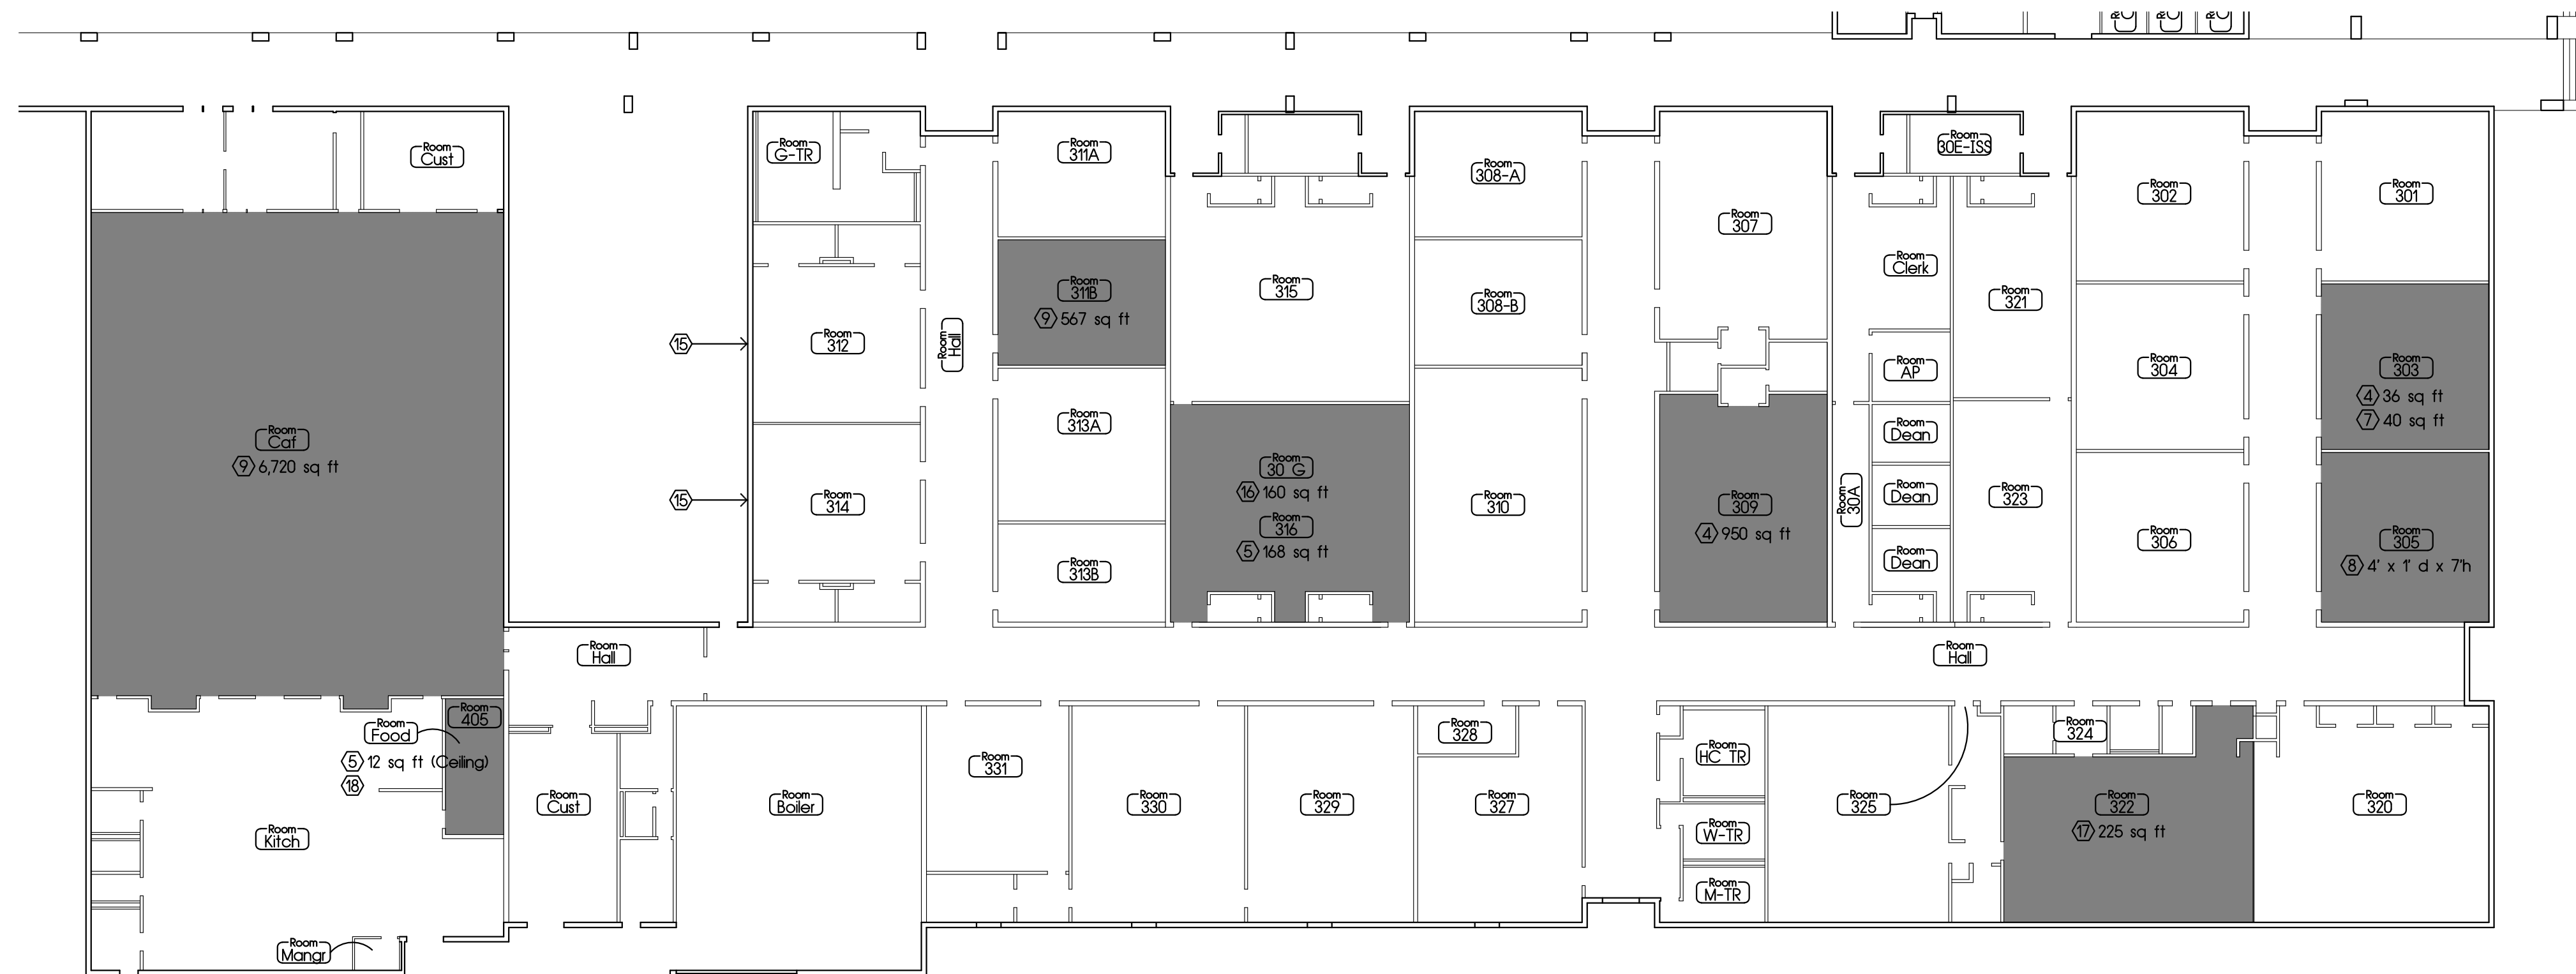 Room
Cust
Room
G-TR
Room
311A
Room
308-A
Room
307
Room
30E-ISS
Room
302
Room
301
Room
Clerk
Room
321
Room
315
Room
311B
9 567 sq ft
Room
308-B
15
Room
312
Room
Hall
Room
AP
Room
304
Room
303
4 36 sq ft
7 40 sq ft
Room
Caf
9 6,720 sq ft
Room
313A
Room
Dean
Room
30 G
16 160 sq ft
Room
316
5 168 sq ft
15
Room
314
Room
310
Room
309
4 950 sq ft
Room
30A
Room
Dean
Room
323
Room
Dean
Room
306
Room
305
8 4' x 1' d x 7'h
Room
313B
Room
Hall
Room
Hall
Room
405
Room
Food
5 12 sq ft (Ceiling)
18
Room
Kitch
Room
Mangr
Room
Cust
Room
Boiler
Room
331
Room
330
Room
329
Room
328
Room
327
Room
HC TR
Room
W-TR
Room
M-TR
Room
325
Room
324
Room
322
17 225 sq ft
Room
320